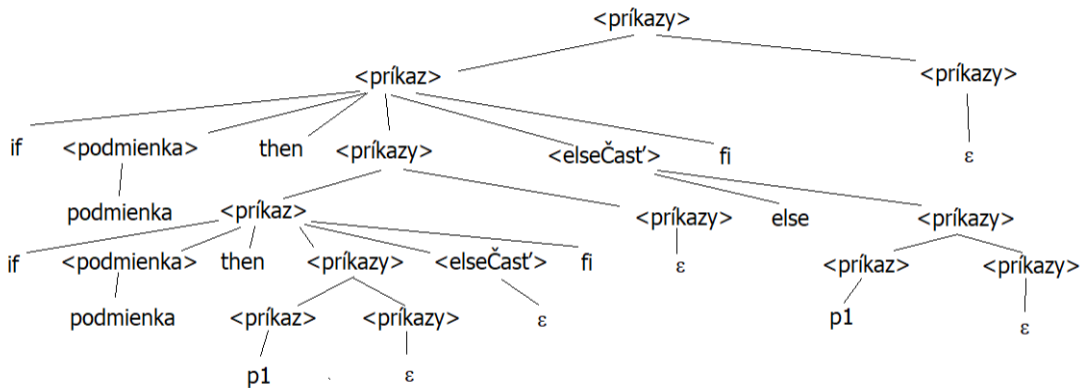 <príkazy>
<príkaz> <príkazy>
if <podmienka> then <príkazy> <elseČasť> fi ε
podmienka <príkaz> <príkazy> else <príkazy>
if <podmienka> then <príkazy> <elseČasť> fi ε <príkaz> <príkazy>
podmienka <príkaz> <príkazy> ε p1 ε
p1 ε